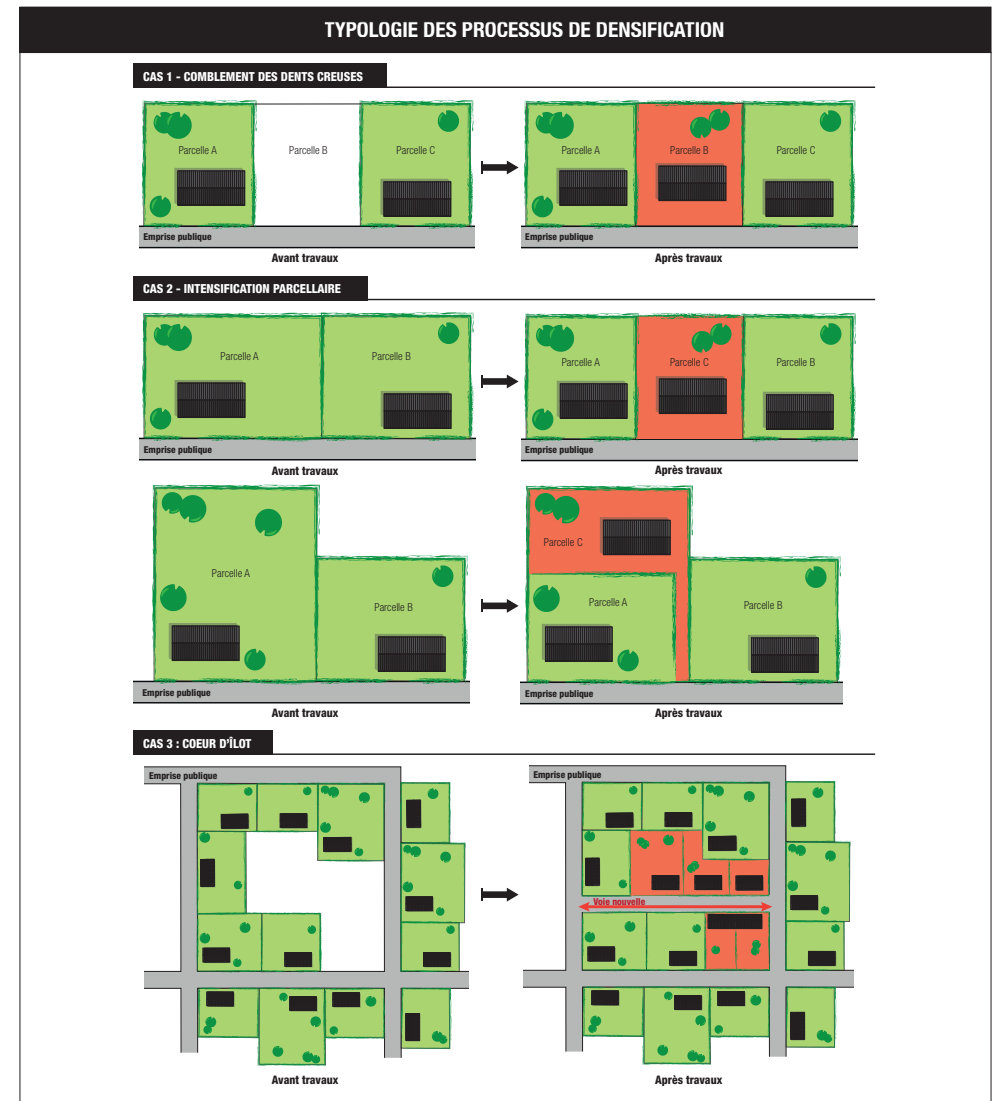 TYPOLOGIE DES PROCESSUS DE DENSIFICATION
CAS 1 - COMBLEMENT DES DENTS CREUSES
Parcelle A
Parcelle B
Parcelle C
Emprise publique
Avant travaux
Parcelle A
Parcelle B
Parcelle C
Emprise publique
Après travaux
CAS 2 - INTENSIFICATION PARCELLAIRE
Parcelle A
Parcelle B
Emprise publique
Avant travaux
Parcelle A
Parcelle C
Parcelle B
Emprise publique
Après travaux
Parcelle A
Parcelle B
Emprise publique
Avant travaux
Parcelle C
Parcelle A
Parcelle B
Emprise publique
Après travaux
CAS 3 : COEUR D'ÎLOT
Emprise publique
Avant travaux
Emprise publique
Voie nouvelle
Après travaux